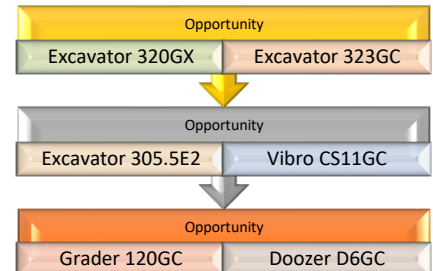 Opportunity
Excavator 320GX Excavator 323GC
Opportunity
Excavator 305.5E2 Vibro CS11GC
Opportunity
Grader 120GC Doozer D6GC